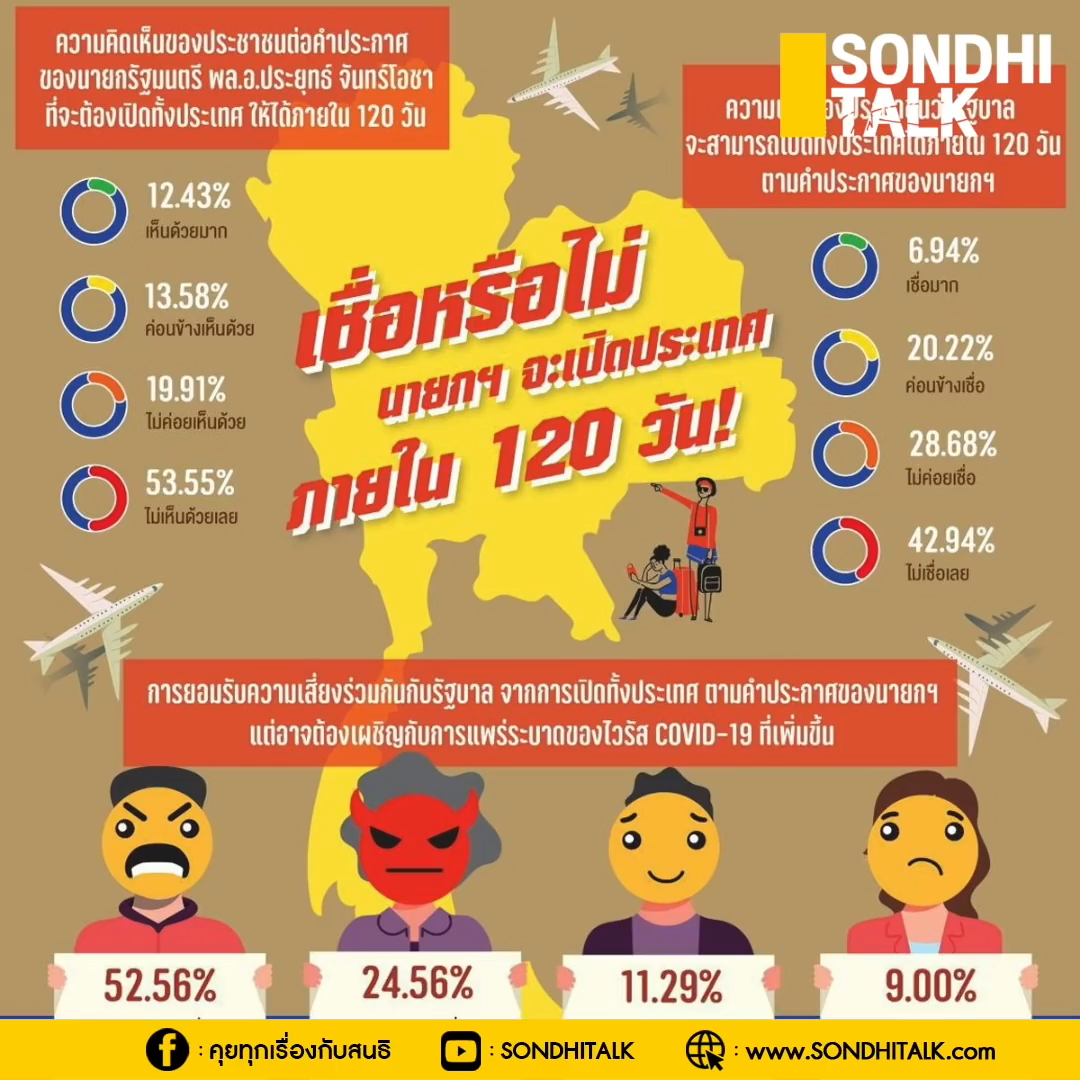 ความคิดเห็นของประชาชนต่อคำประกาศ
ของนายกรัฐมนตรี พล.อ.ประยุทธ์ จันทร์โอชา
ที่จะต้องเปิดทั้งประเทศ ให้ได้ภายใน 120 วัน
12.43%
เห็นด้วยมาก
13.58%
ค่อนข้างเห็นด้วย
19.91%
ไม่ค่อยเห็นด้วย
53.55%
ไม่เห็นด้วยเลย
เชื่อหรือไม่
นายกฯ จะเปิดประเทศ
ภายใน 120 วัน!
SONDHI
TALK
จะสามารถเปิดทั้งประเทศได้ภายใน 120 วัน
ตามคำประกาศของนายกฯ
6.94%
เชื่อมาก
20.22%
ค่อนข้างเชื่อ
28.68%
ไม่ค่อยเชื่อ
42.94%
ไม่เชื่อเลย
การยอมรับความเสี่ยงร่วมกันกับรัฐบาล จากการเปิดทั้งประเทศ ตามคำประกาศของนายกฯ
แต่อาจต้องเผชิญกับการแพร่ระบาดของไวรัส COVID-19 ที่เพิ่มขึ้น
52.56% 24.56% 11.29% 9.00%
: คุยทุกเรื่องกับสนธิ : SONDHITALK : www.SONDHITALK.com